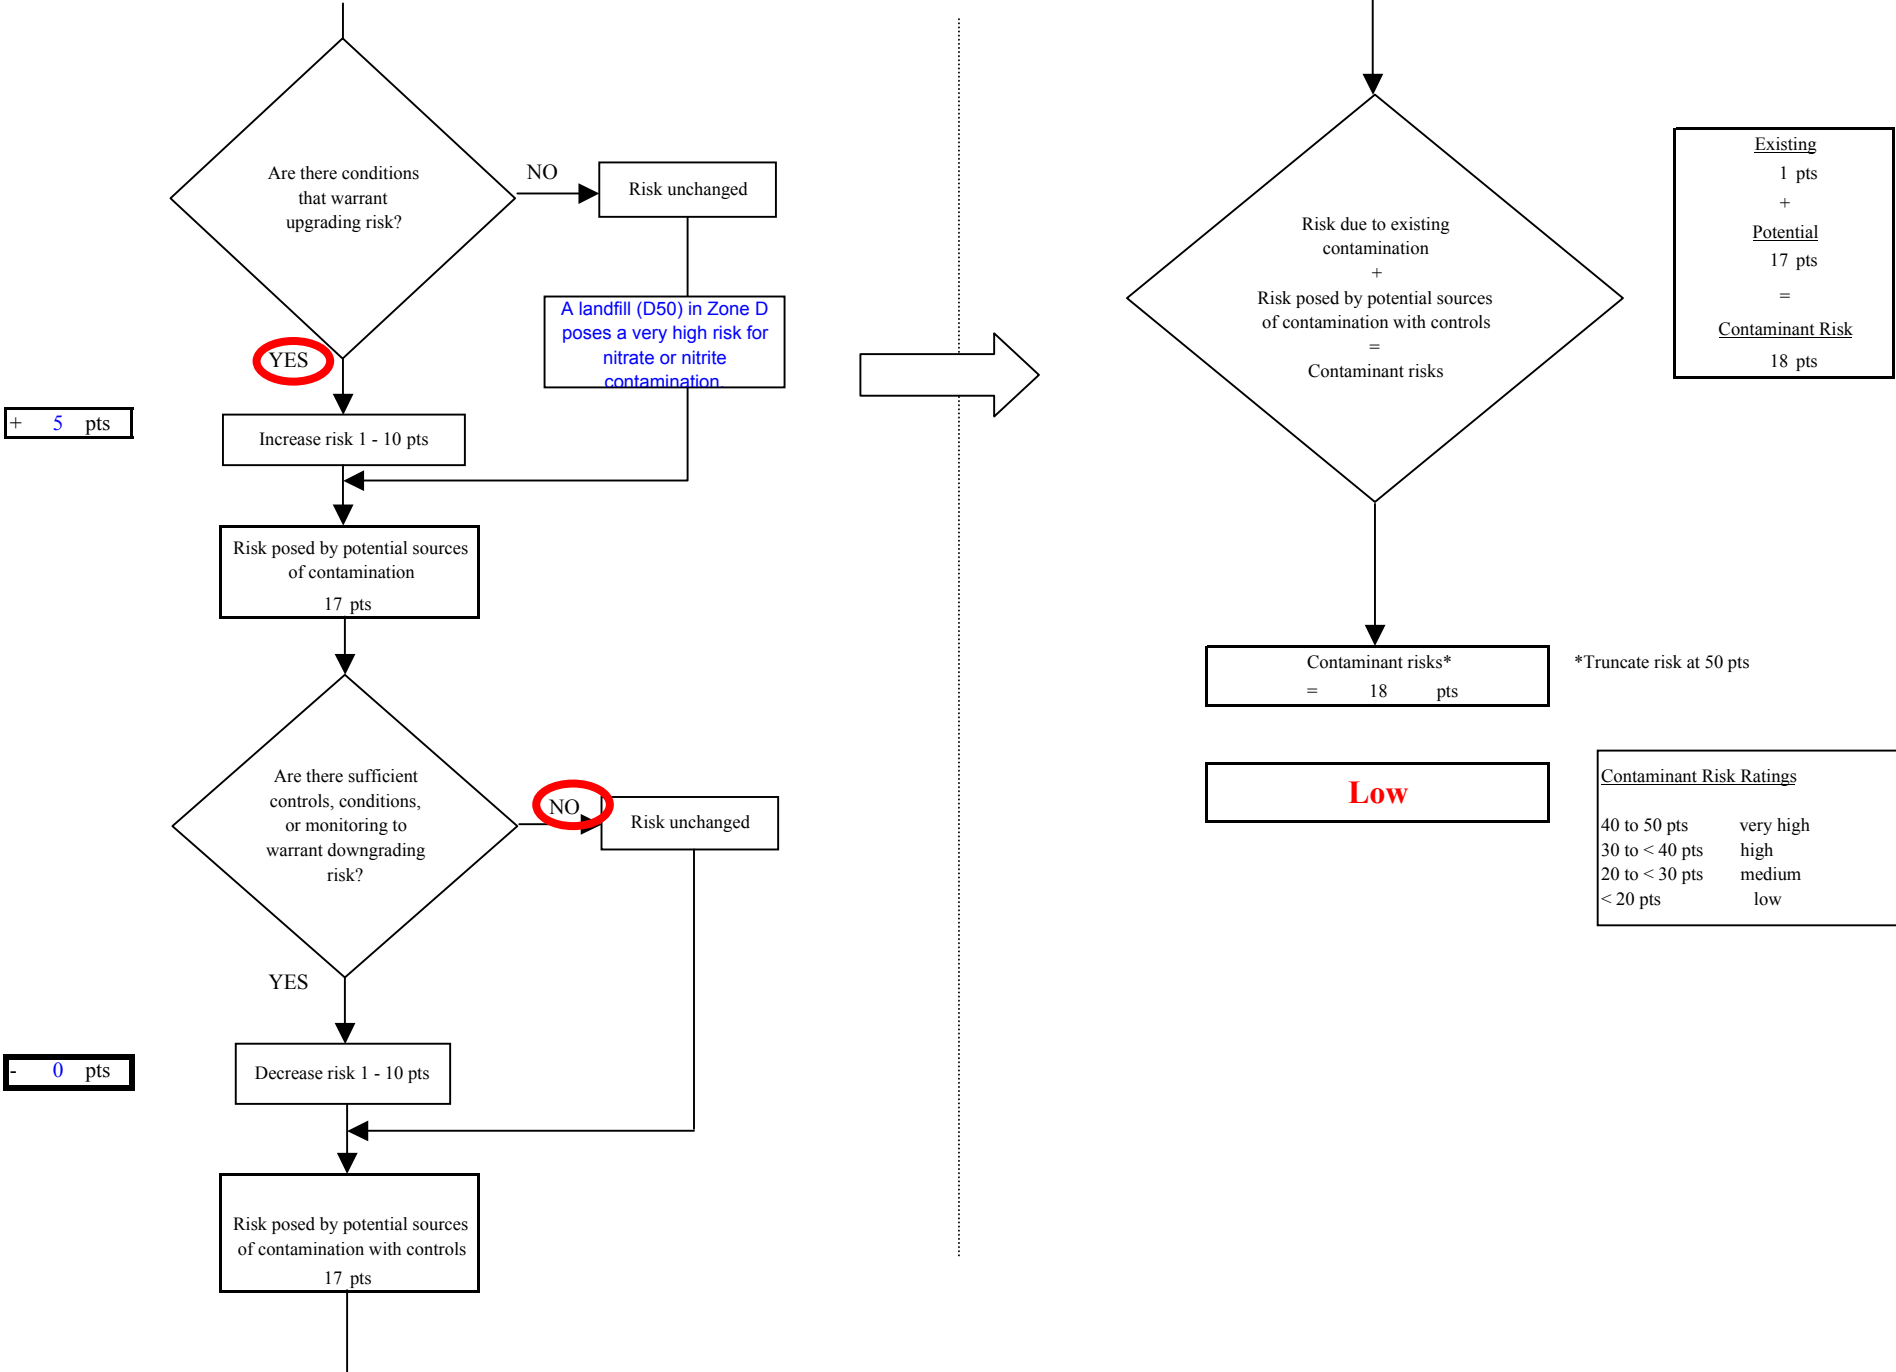 Are there conditions
that warrant
upgrading risk?
NO
Risk unchanged
A landfill (D50) in Zone D
poses a very high risk for
nitrate or nitrite
contamination
YES
+ 5 pts
Increase risk 1 - 10 pts
Risk posed by potential sources
of contamination
17 pts
Are there sufficient
controls, conditions,
or monitoring to
warrant downgrading
risk?
NO
Risk unchanged
YES
- 0 pts
Decrease risk 1 - 10 pts
Risk posed by potential sources
of contamination with controls
17 pts
Risk due to existing
contamination
+
Risk posed by potential sources
of contamination with controls
=
Contaminant risks
Existing
1 pts
+
Potential
17 pts
=
Contaminant Risk
18 pts
Contaminant risks*
= 18 pts
*Truncate risk at 50 pts
Low
Contaminant Risk Ratings
40 to 50 pts very high
30 to < 40 pts high
20 to < 30 pts medium
< 20 pts low